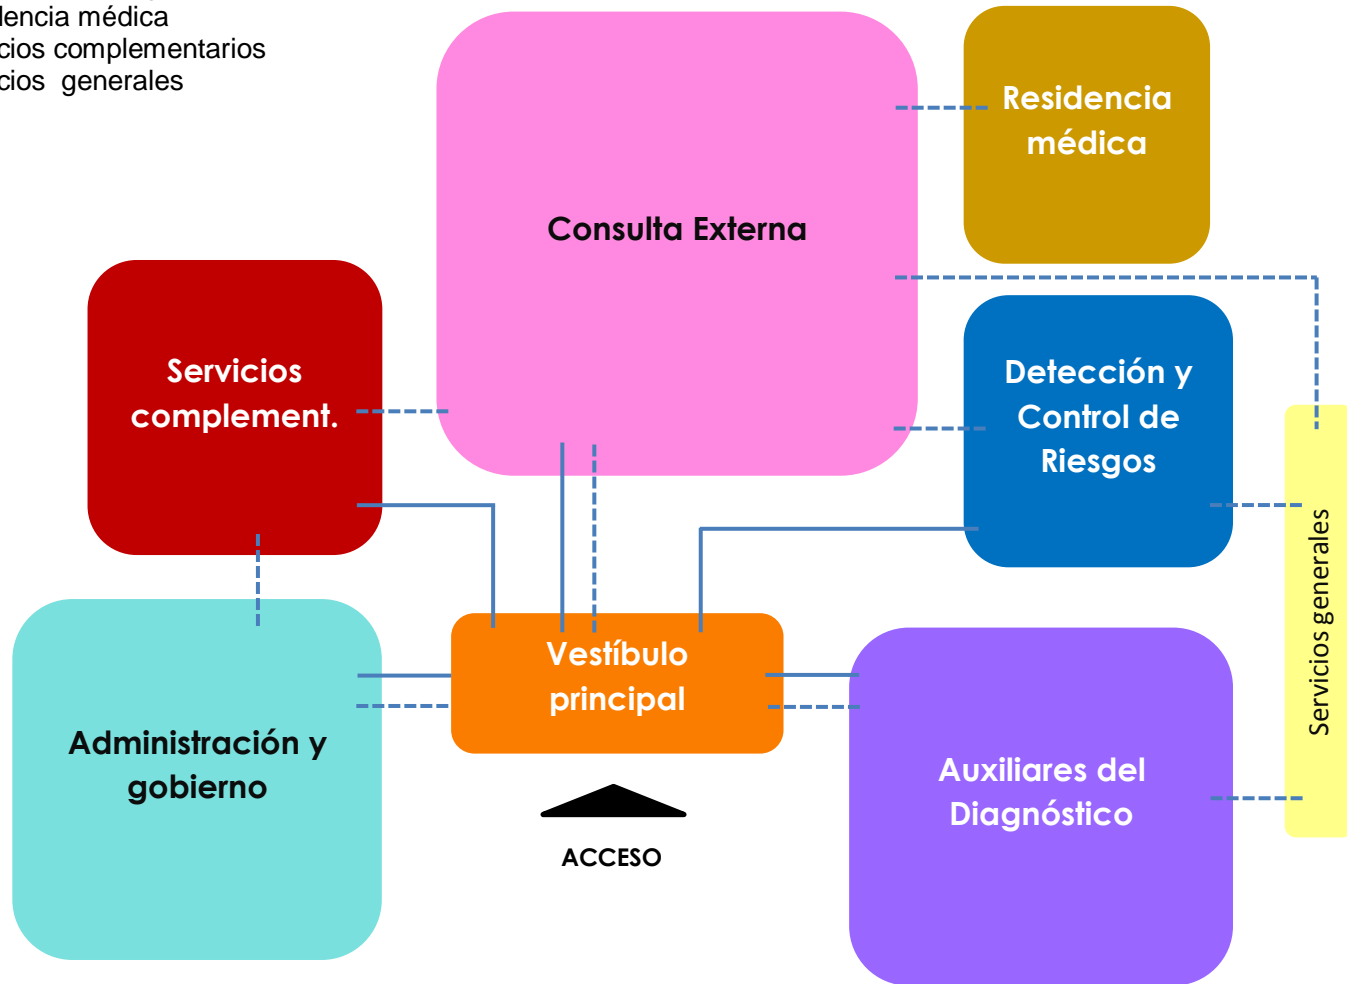 dencia médica
cios complementarios
cios generales
Residencia
médica
Consulta Externa
Servicios
complement.
Detección y
Control de
Riesgos
Servicios generales
Vestíbulo
principal
Administración y
gobierno
Auxiliares del
Diagnóstico
ACCESO